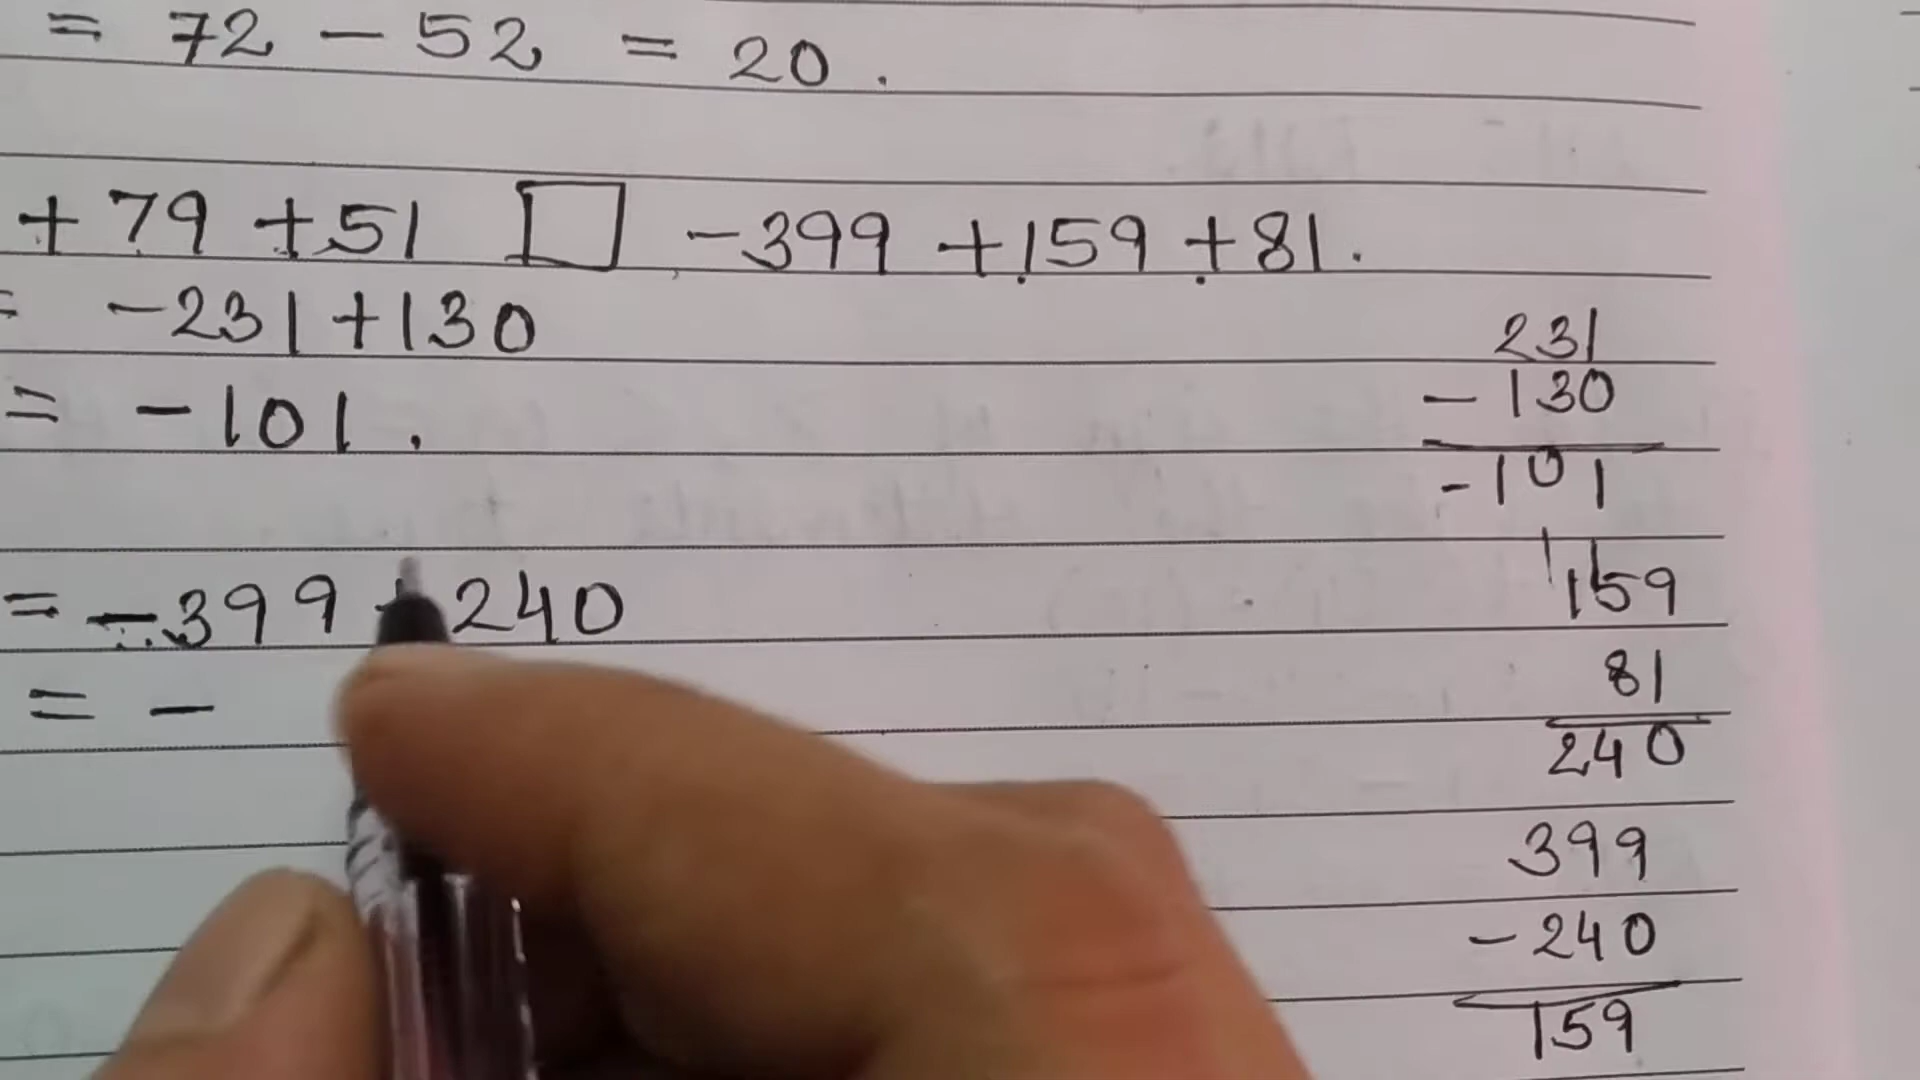 = 72 - 52 = 20.
+ 79 + 51 □ - 399 + 159 + 81.
= - 231 + 130
= - 101.
= - 399 + 240
= -
231
- 130
- 101
159
81
240
399
- 240
159